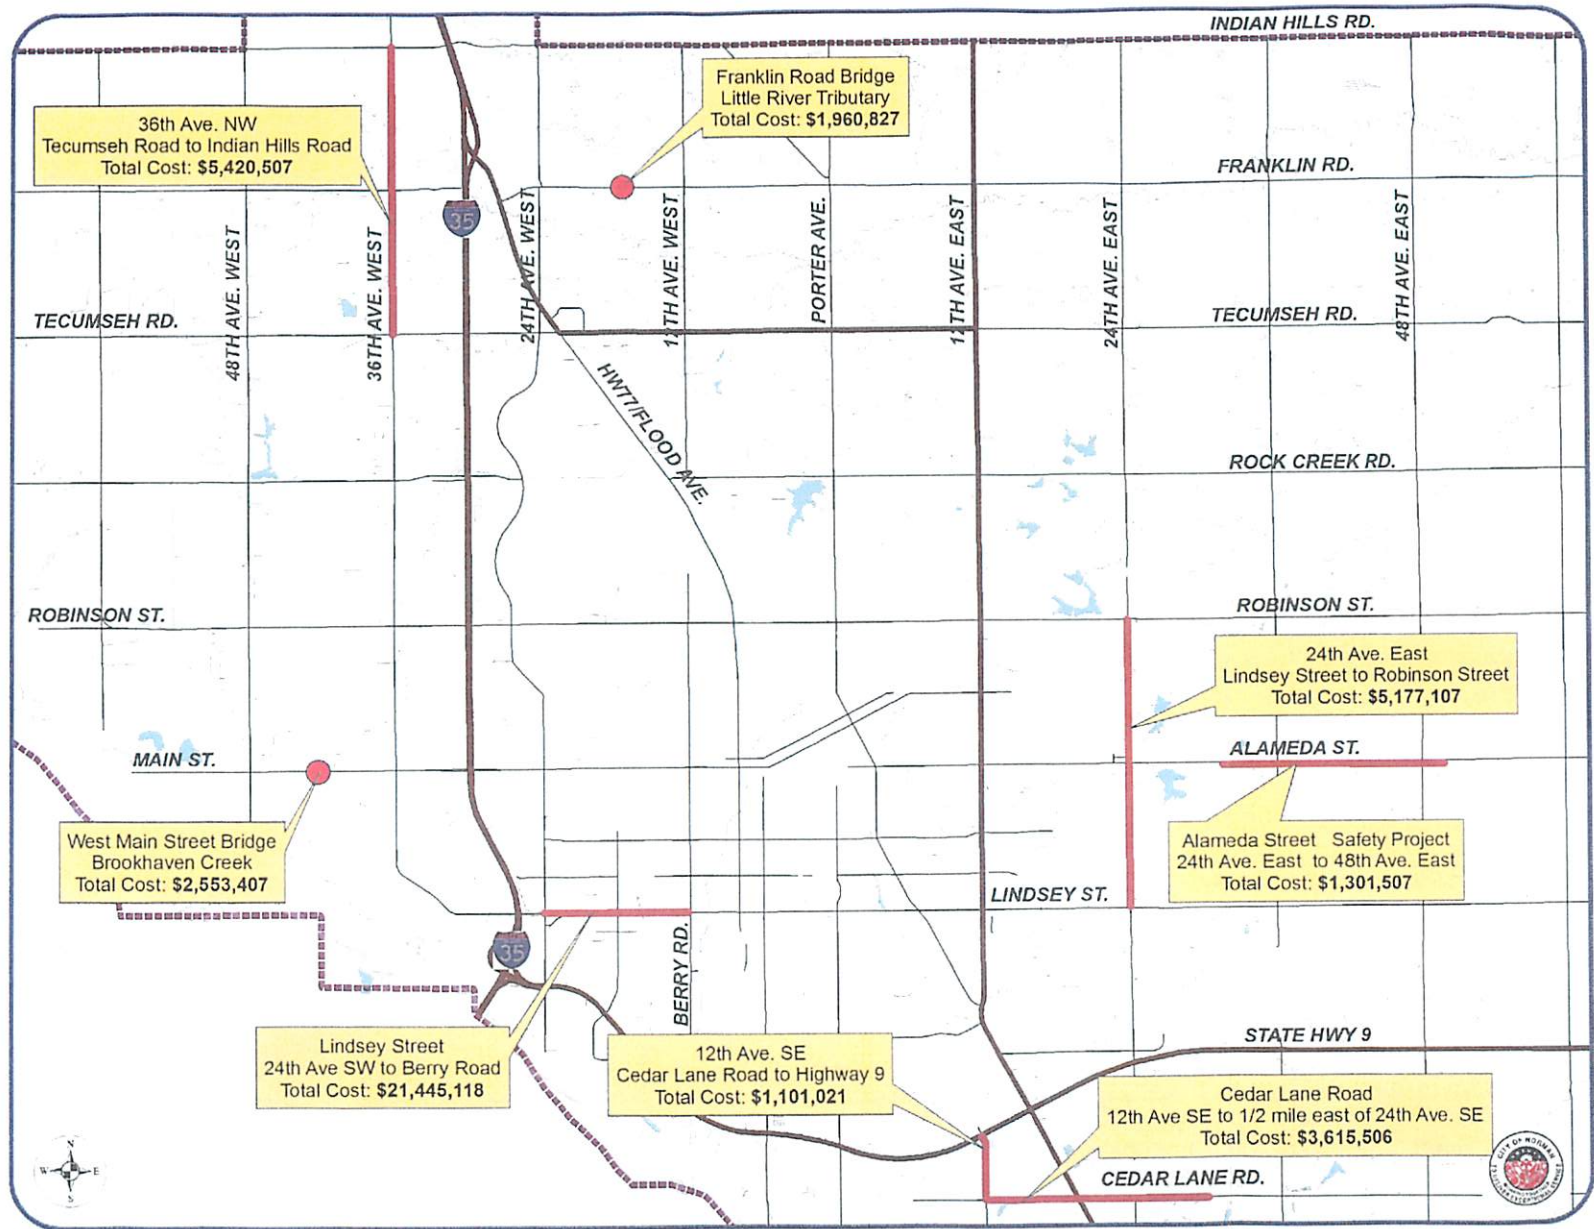 INDIAN HILLS RD.
Franklin Road Bridge
Little River Tributary
Total Cost: $1,960,827
36th Ave. NW
Tecumseh Road to Indian Hills Road
Total Cost: $5,420,507
FRANKLIN RD.
35
48TH AVE. WEST
36TH AVE. WEST
24TH AVE. WEST
12TH AVE. WEST
PORTER AVE.
12TH AVE. EAST
24TH AVE. EAST
48TH AVE. EAST
TECUMSEH RD.
TECUMSEH RD.
HW77/FLOOD AVE.
ROCK CREEK RD.
ROBINSON ST.
ROBINSON ST.
24th Ave. East
Lindsey Street to Robinson Street
Total Cost: $5,177,107
MAIN ST.
ALAMEDA ST.
West Main Street Bridge
Brookhaven Creek
Total Cost: $2,553,407
Alameda Street Safety Project
24th Ave. East to 48th Ave. East
Total Cost: $1,301,507
LINDSEY ST.
35
BERRY RD.
STATE HWY 9
Lindsey Street
24th Ave SW to Berry Road
Total Cost: $21,445,118
12th Ave. SE
Cedar Lane Road to Highway 9
Total Cost: $1,101,021
Cedar Lane Road
12th Ave SE to 1/2 mile east of 24th Ave. SE
Total Cost: $3,615,506
CEDAR LANE RD.
N
W E
S
CITY OF NORMAN